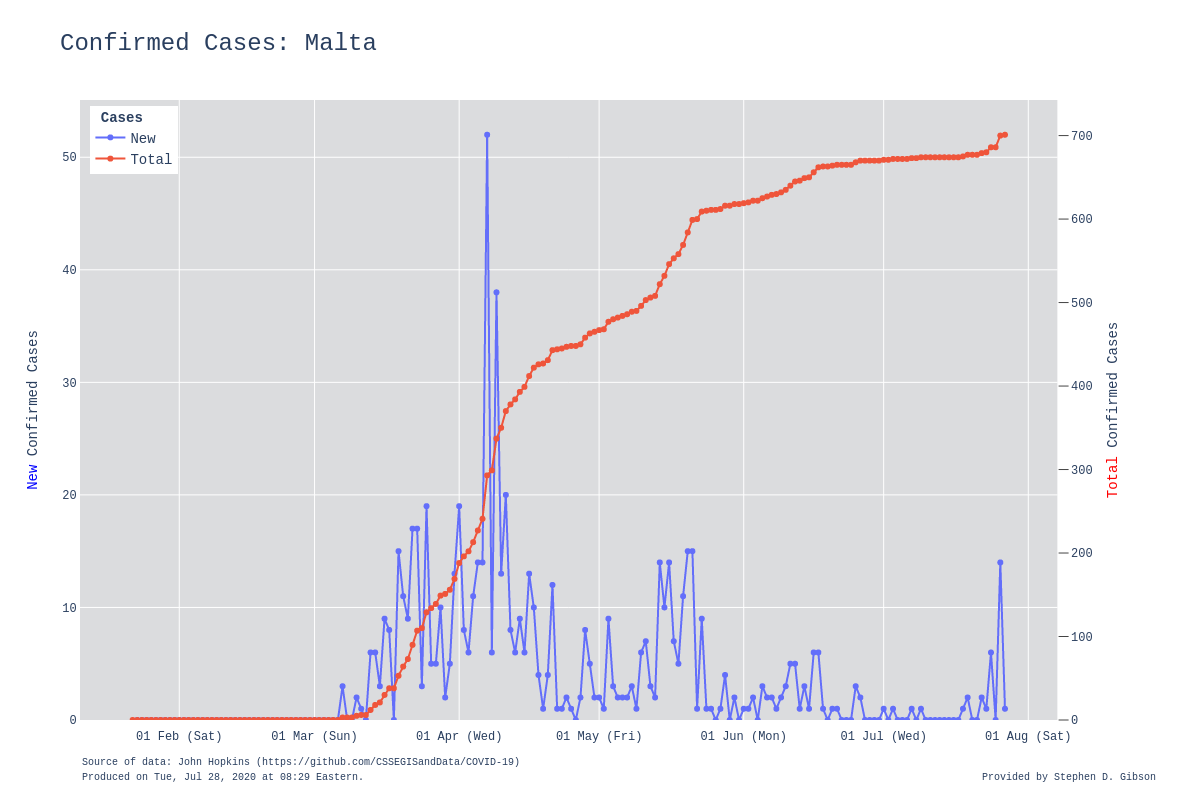 Confirmed Cases: Malta
Cases
New
Total
50
40
30
20
10
0
700
600
500
400
300
200
100
0
New Confirmed Cases
Total Confirmed Cases
01 Feb (Sat)
01 Mar (Sun)
01 Apr (Wed)
01 May (Fri)
01 Jun (Mon)
01 Jul (Wed)
01 Aug (Sat)
Source of data: John Hopkins (https://github.com/CSSEGISandData/COVID-19)
Produced on Tue, Jul 28, 2020 at 08:29 Eastern.
Provided by Stephen D. Gibson